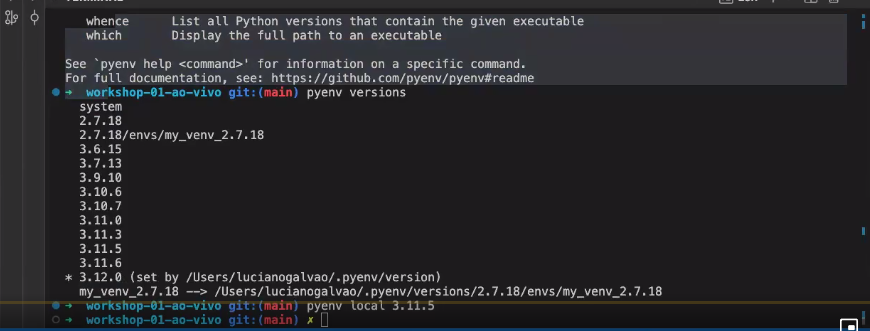 whence      List all Python versions that contain the given executable
which       Display the full path to an executable
See `pyenv help <command>' for information on a specific command.
For full documentation, see: https://github.com/pyenv/pyenv#readme
➜ workshop-01-ao-vivo git:(main) pyenv versions
system
2.7.18
2.7.18/envs/my_venv_2.7.18
3.6.15
3.7.13
3.9.10
3.10.6
3.10.7
3.11.0
3.11.3
3.11.5
3.11.6
* 3.12.0 (set by /Users/lucianogalvao/.pyenv/version)
my_venv_2.7.18 --> /Users/lucianogalvao/.pyenv/versions/2.7.18/envs/my_venv_2.7.18
➜ workshop-01-ao-vivo git:(main) pyenv local 3.11.5
➜ workshop-01-ao-vivo git:(main) ✗